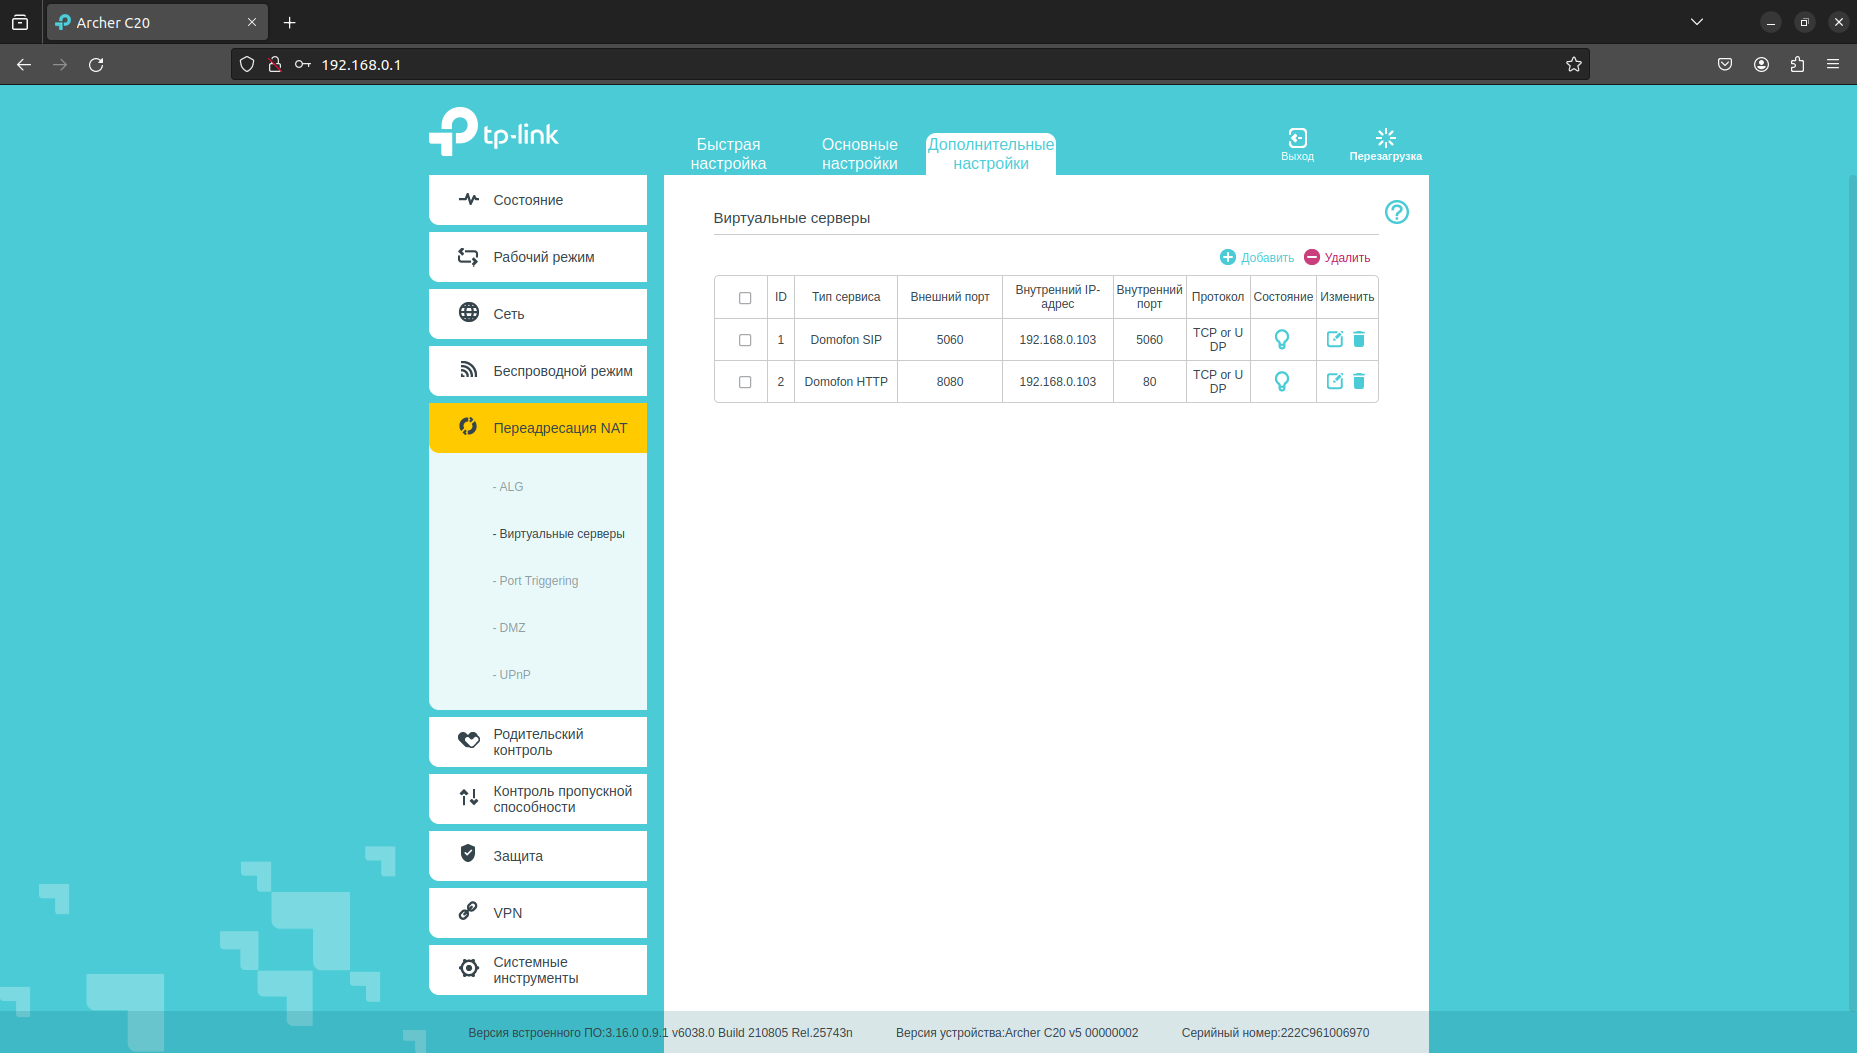 Archer C20
192.168.0.1
tp-link
Быстрая
настройка
Основные
настройки
Дополнительные
настройки
Выход
Перезагрузка
Состояние
Рабочий режим
Сеть
Беспроводной режим
Переадресация NAT
- ALG
- Виртуальные серверы
- Port Triggering
- DMZ
- UPnP
Родительский
контроль
Контроль пропускной
способности
Защита
VPN
Системные
инструменты
Виртуальные серверы
Добавить Удалить
ID Тип сервиса Внешний порт Внутренний IP-
адрес Внутренний
порт Протокол Состояние Изменить
1 Domofon SIP 5060 192.168.0.103 5060 TCP or U
DP
2 Domofon HTTP 8080 192.168.0.103 80 TCP or U
DP
Версия встроенного ПО:3.16.0 0.9.1 v6038.0 Build 210805 Rel.25743n Версия устройства:Archer C20 v5 00000002 Серийный номер:222C961006970